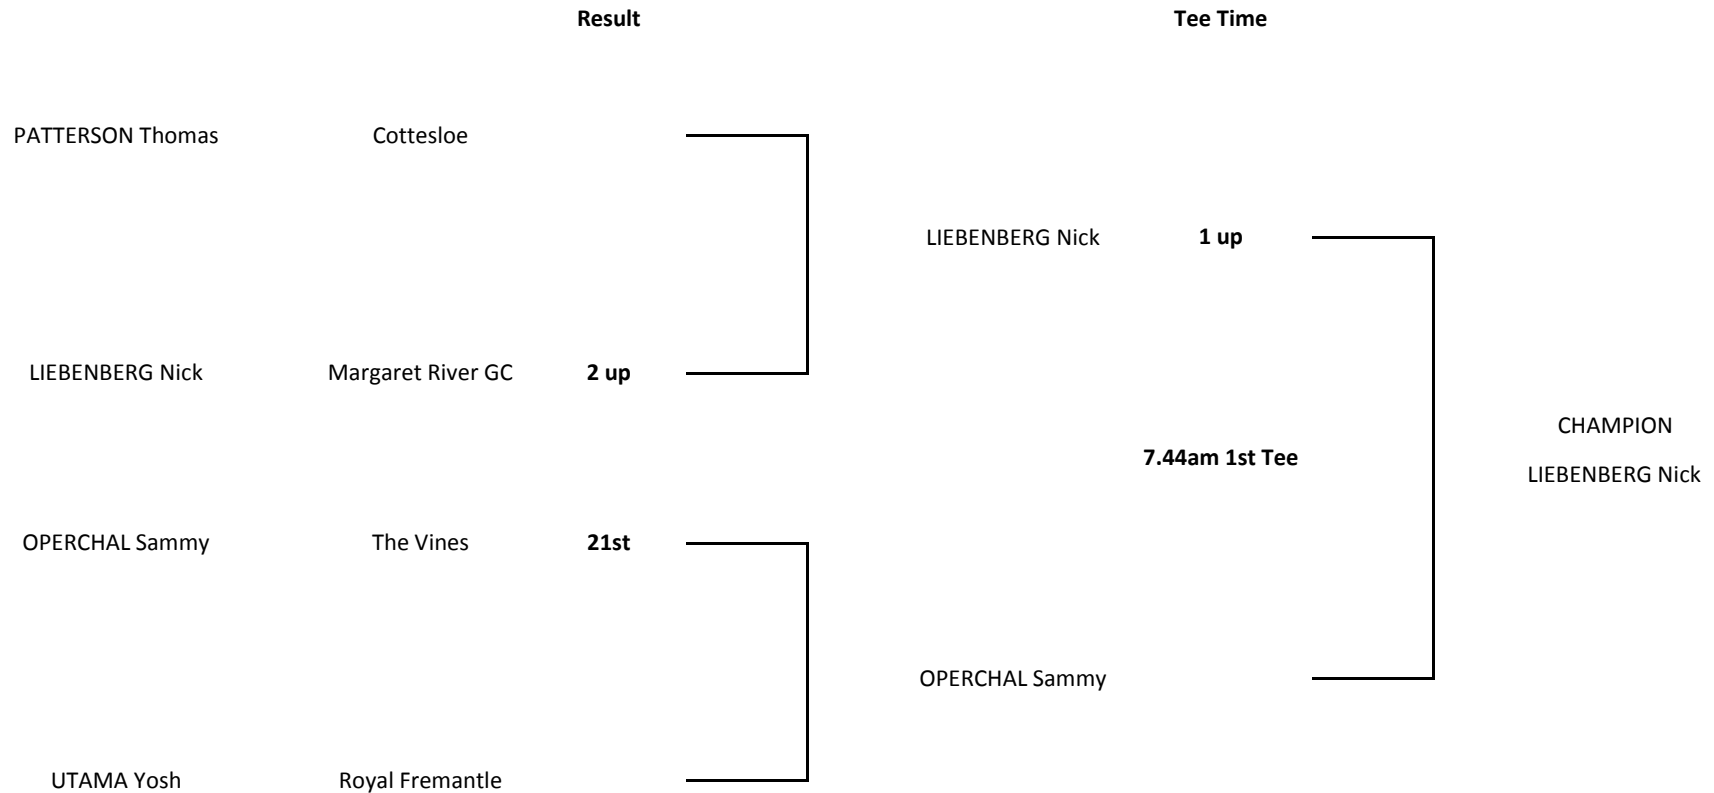 Result Tee Time
PATTERSON Thomas Cottesloe
LIEBENBERG Nick 1 up
LIEBENBERG Nick Margaret River GC 2 up
CHAMPION
7.44am 1st Tee
LIEBENBERG Nick
OPERCHAL Sammy The Vines 21st
OPERCHAL Sammy
UTAMA Yosh Royal Fremantle